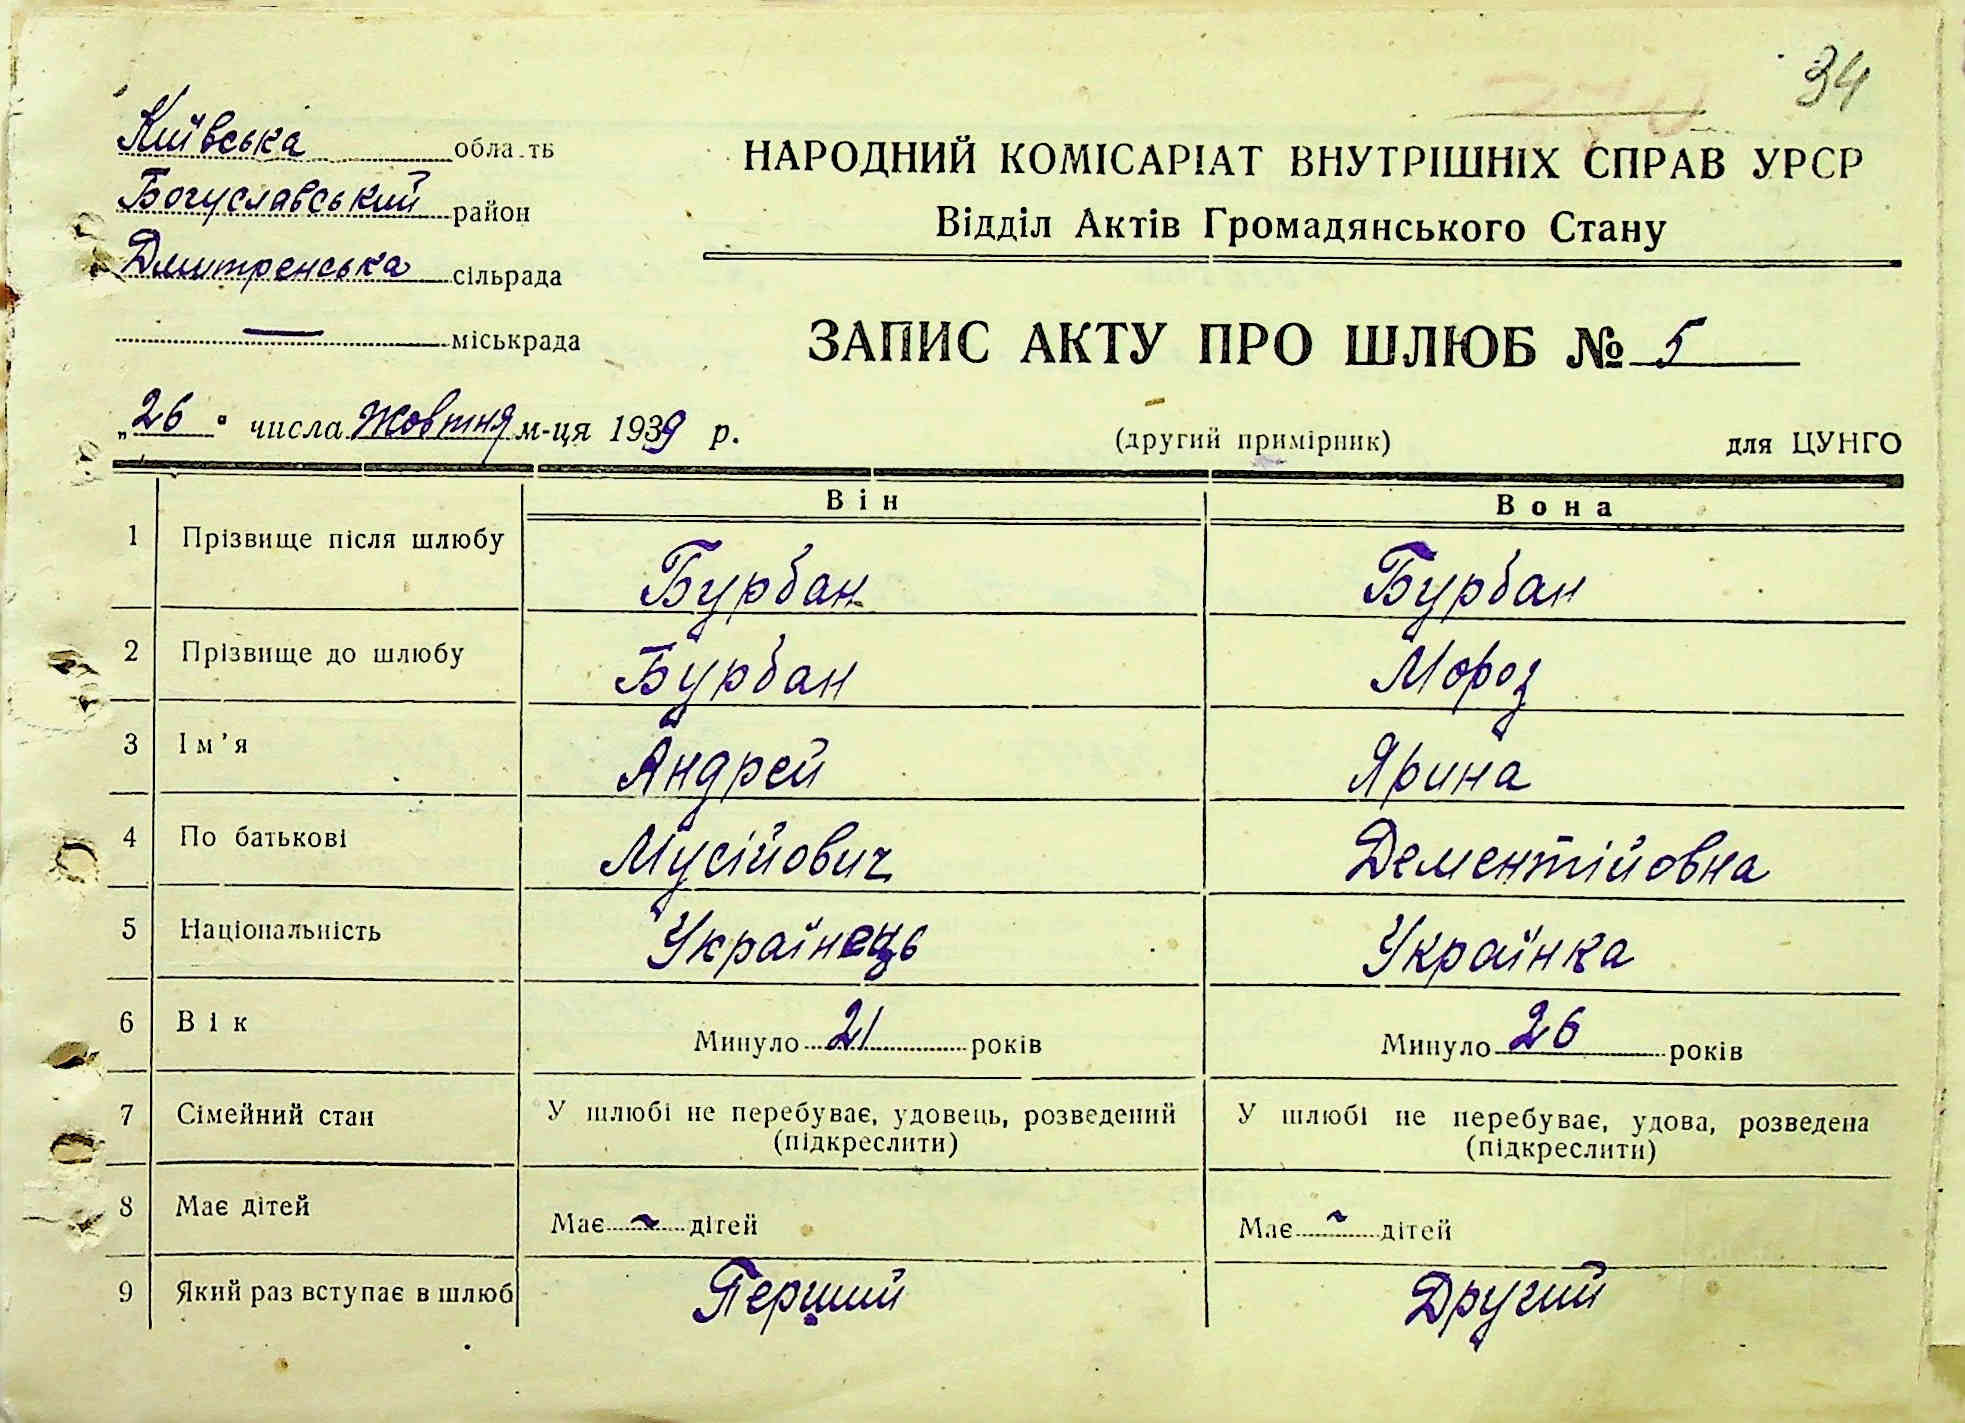 34
Київська область
Богуславський район
Дмитренська сільрада
— міськрада
НАРОДНИЙ КОМІСАРІАТ ВНУТРІШНІХ СПРАВ УРСР
Відділ Актів Громадянського Стану
ЗАПИС АКТУ ПРО ШЛЮБ № 5
„26" числа Жовтня м-ця 1939 р.
(другий примірник) для ЦУНГО
Він Вона
1 Прізвище після шлюбу Бурбан Бурбан
2 Прізвище до шлюбу Бурбан Мороз
3 Ім'я Андрей Ярина
4 По батькові Мусійович Дементійовна
5 Національність Українець Українка
6 Вік Минуло 21 років Минуло 26 років
7 Сімейний стан У шлюбі не перебуває, удовець, розведений У шлюбі не перебуває, удова, розведена
(підкреслити) (підкреслити)
8 Має дітей Має ~ дітей Має ~ дітей
9 Який раз вступає в шлюб Перший Другий